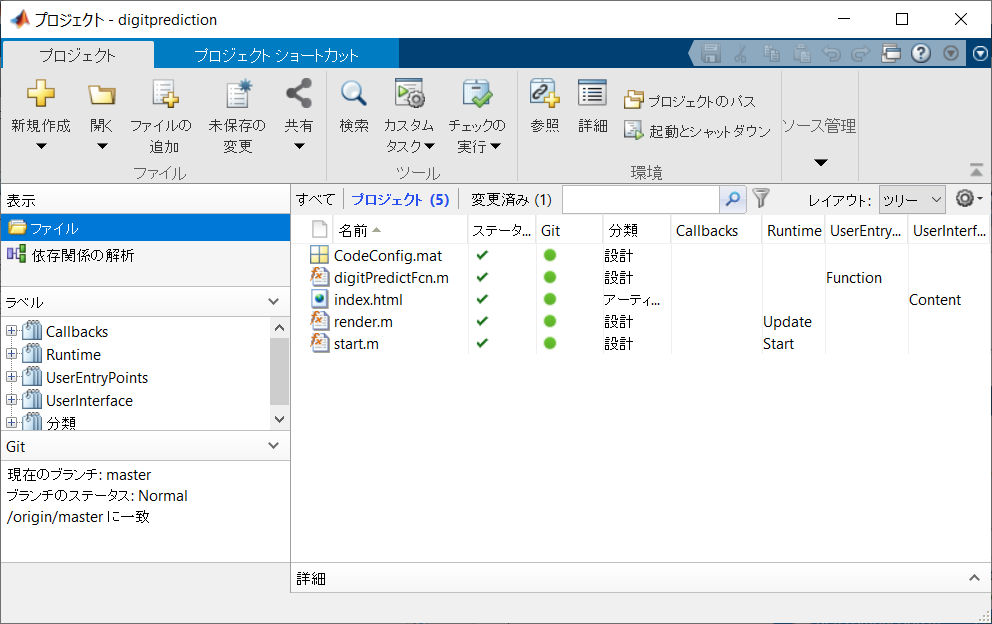 プロジェクト - digitprediction
プロジェクト
プロジェクト ショートカット
新規作成
開く
ファイルの
追加
未保存の
変更
共有
ファイル
検索
カスタム
タスク
チェックの
実行
ツール
参照
詳細
プロジェクトのパス
起動とシャットダウン
環境
ソース管理
表示
ファイル
依存関係の解析
ラベル
Callbacks
Runtime
UserEntryPoints
UserInterface
分類
Git
現在のブランチ: master
ブランチのステータス: Normal
/origin/master に一致
すべて プロジェクト (5) 変更済み (1) レイアウト: ツリー
名前 ステータ... Git 分類 Callbacks Runtime UserEntry... UserInterf...
CodeConfig.mat 設計
digitPredictFcn.m 設計 Function
index.html アーティ... Content
render.m 設計 Update
start.m 設計 Start
詳細